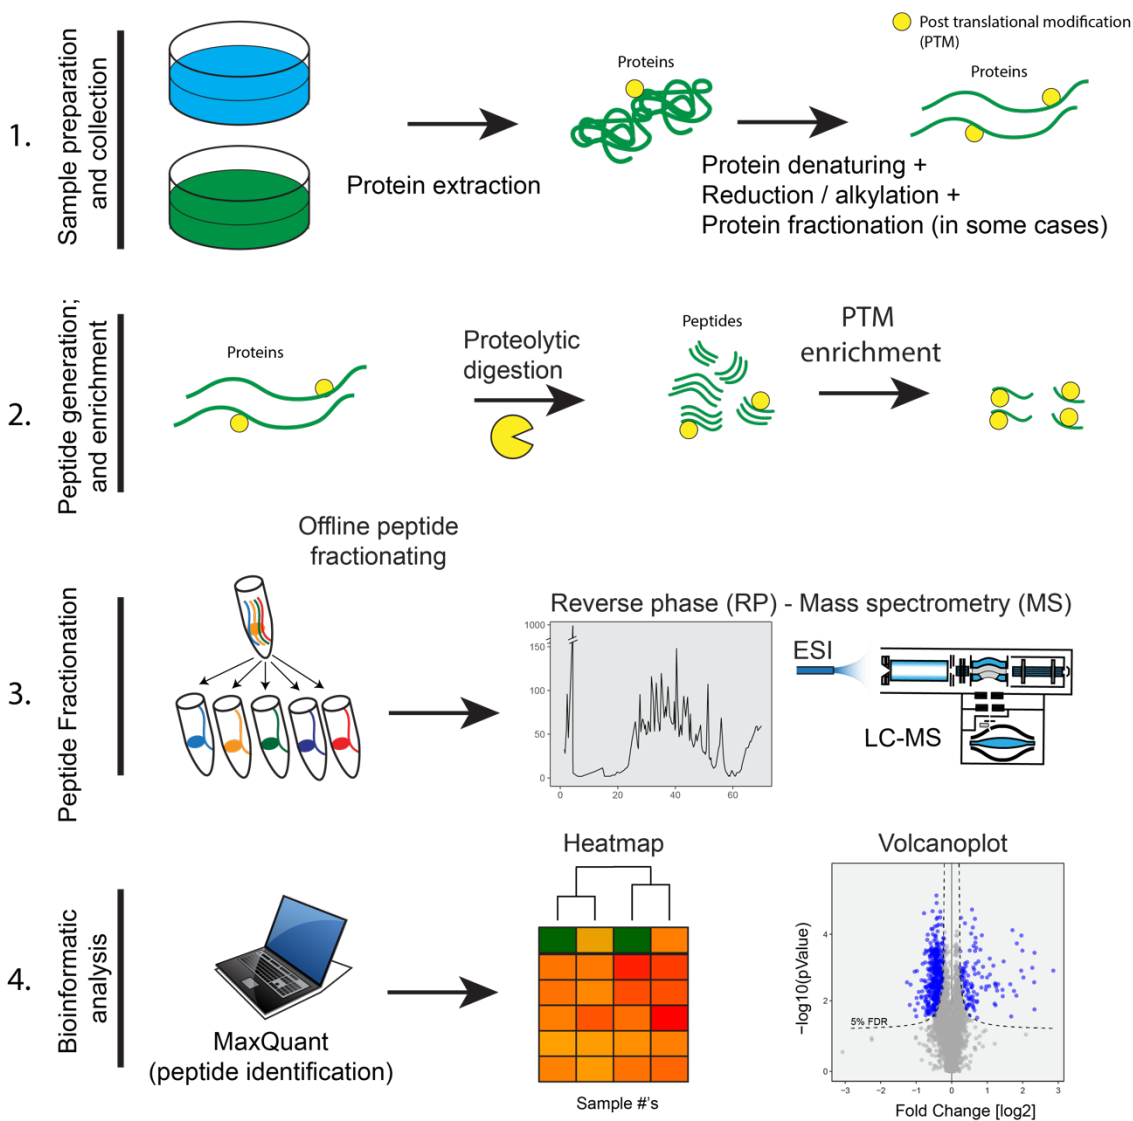 Post translational modification
(PTM)
1.
Sample preparation
and collection
Protein extraction
Proteins
Proteins
Protein denaturing +
Reduction / alkylation +
Protein fractionation (in some cases)
2.
Peptide generation;
and enrichment
Proteins
Proteolytic
digestion
Peptides
PTM
enrichment
3.
Peptide Fractionation
Offline peptide
fractionating
Reverse phase (RP) - Mass spectrometry (MS)
1000
150
100
50
0
0
20
40
60
ESI
LC-MS
4.
Bioinformatic
analysis
MaxQuant
(peptide identification)
Heatmap
Sample #'s
Volcanoplot
−log10(pValue)
4
2
0
5% FDR
−3
−2
−1
0
1
2
3
Fold Change [log2]